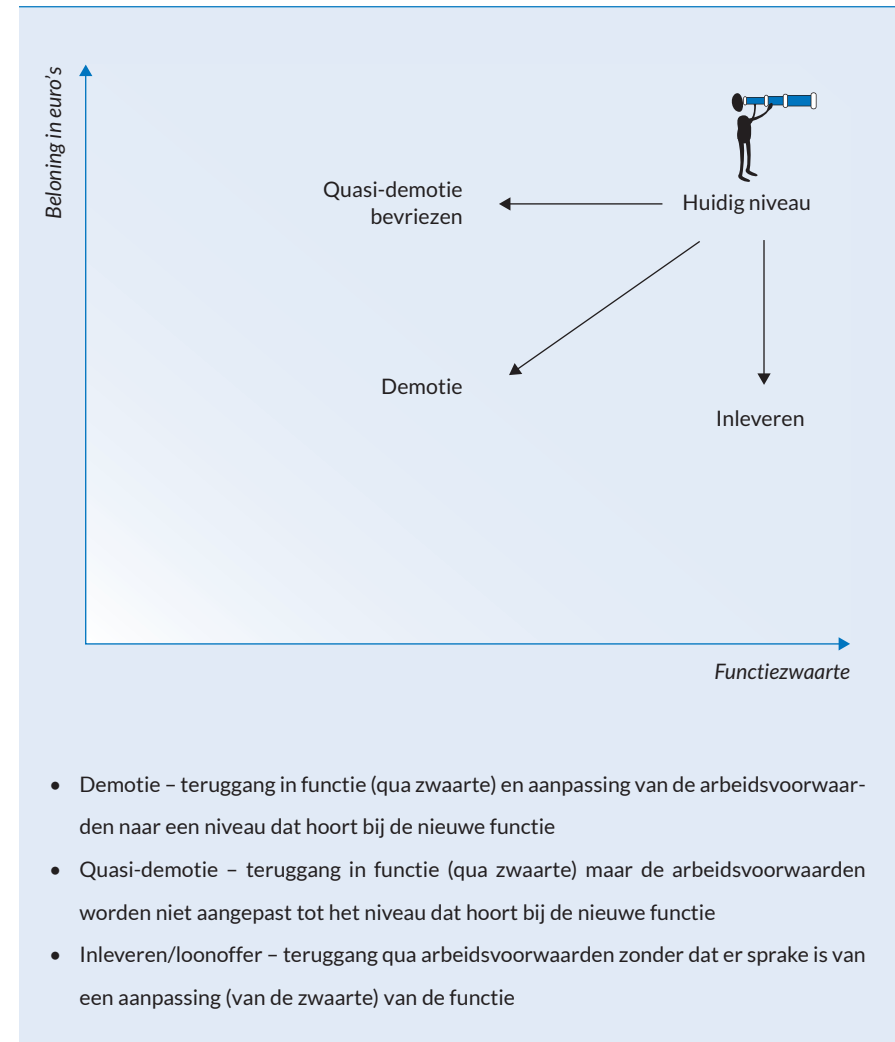 Beloning in euro's
Quasi-demotie
bevriezen
Huidig niveau
Demotie
Inleveren
Functiezwaarte
• Demotie – teruggang in functie (qua zwaarte) en aanpassing van de arbeidsvoorwaar-
den naar een niveau dat hoort bij de nieuwe functie
• Quasi-demotie – teruggang in functie (qua zwaarte) maar de arbeidsvoorwaarden
worden niet aangepast tot het niveau dat hoort bij de nieuwe functie
• Inleveren/loonoffer – teruggang qua arbeidsvoorwaarden zonder dat er sprake is van
een aanpassing (van de zwaarte) van de functie